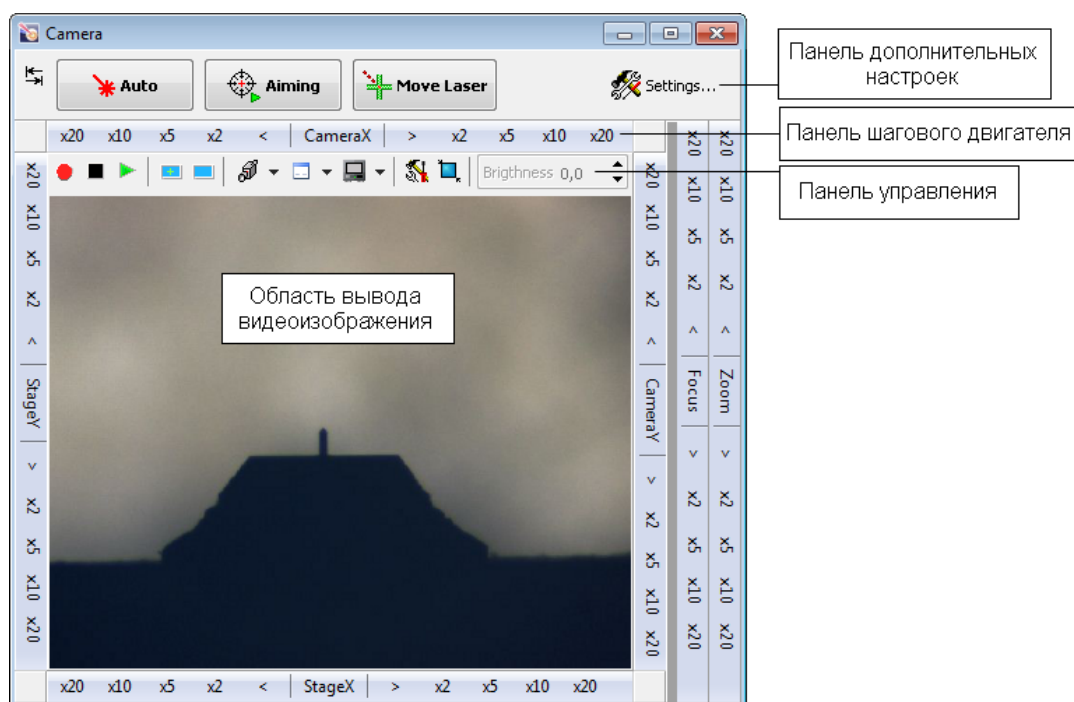 Camera
Auto
Aiming
Move Laser
Settings...
Панель дополнительных
настроек
x20 x10 x5 x2 < CameraX > x2 x5 x10 x20
Панель шагового двигателя
Brigthness 0,0
Панель управления
Область вывода
видеоизображения
x20 x10 x5 x2 < StageY > x2 x5 x10 x20
x20 x10 x5 x2 < CameraY > x2 x5 x10 x20
x20 x10 x5 x2 < Focus > x2 x5 x10 x20
x20 x10 x5 x2 < Zoom > x2 x5 x10 x20
x20 x10 x5 x2 < StageX > x2 x5 x10 x20